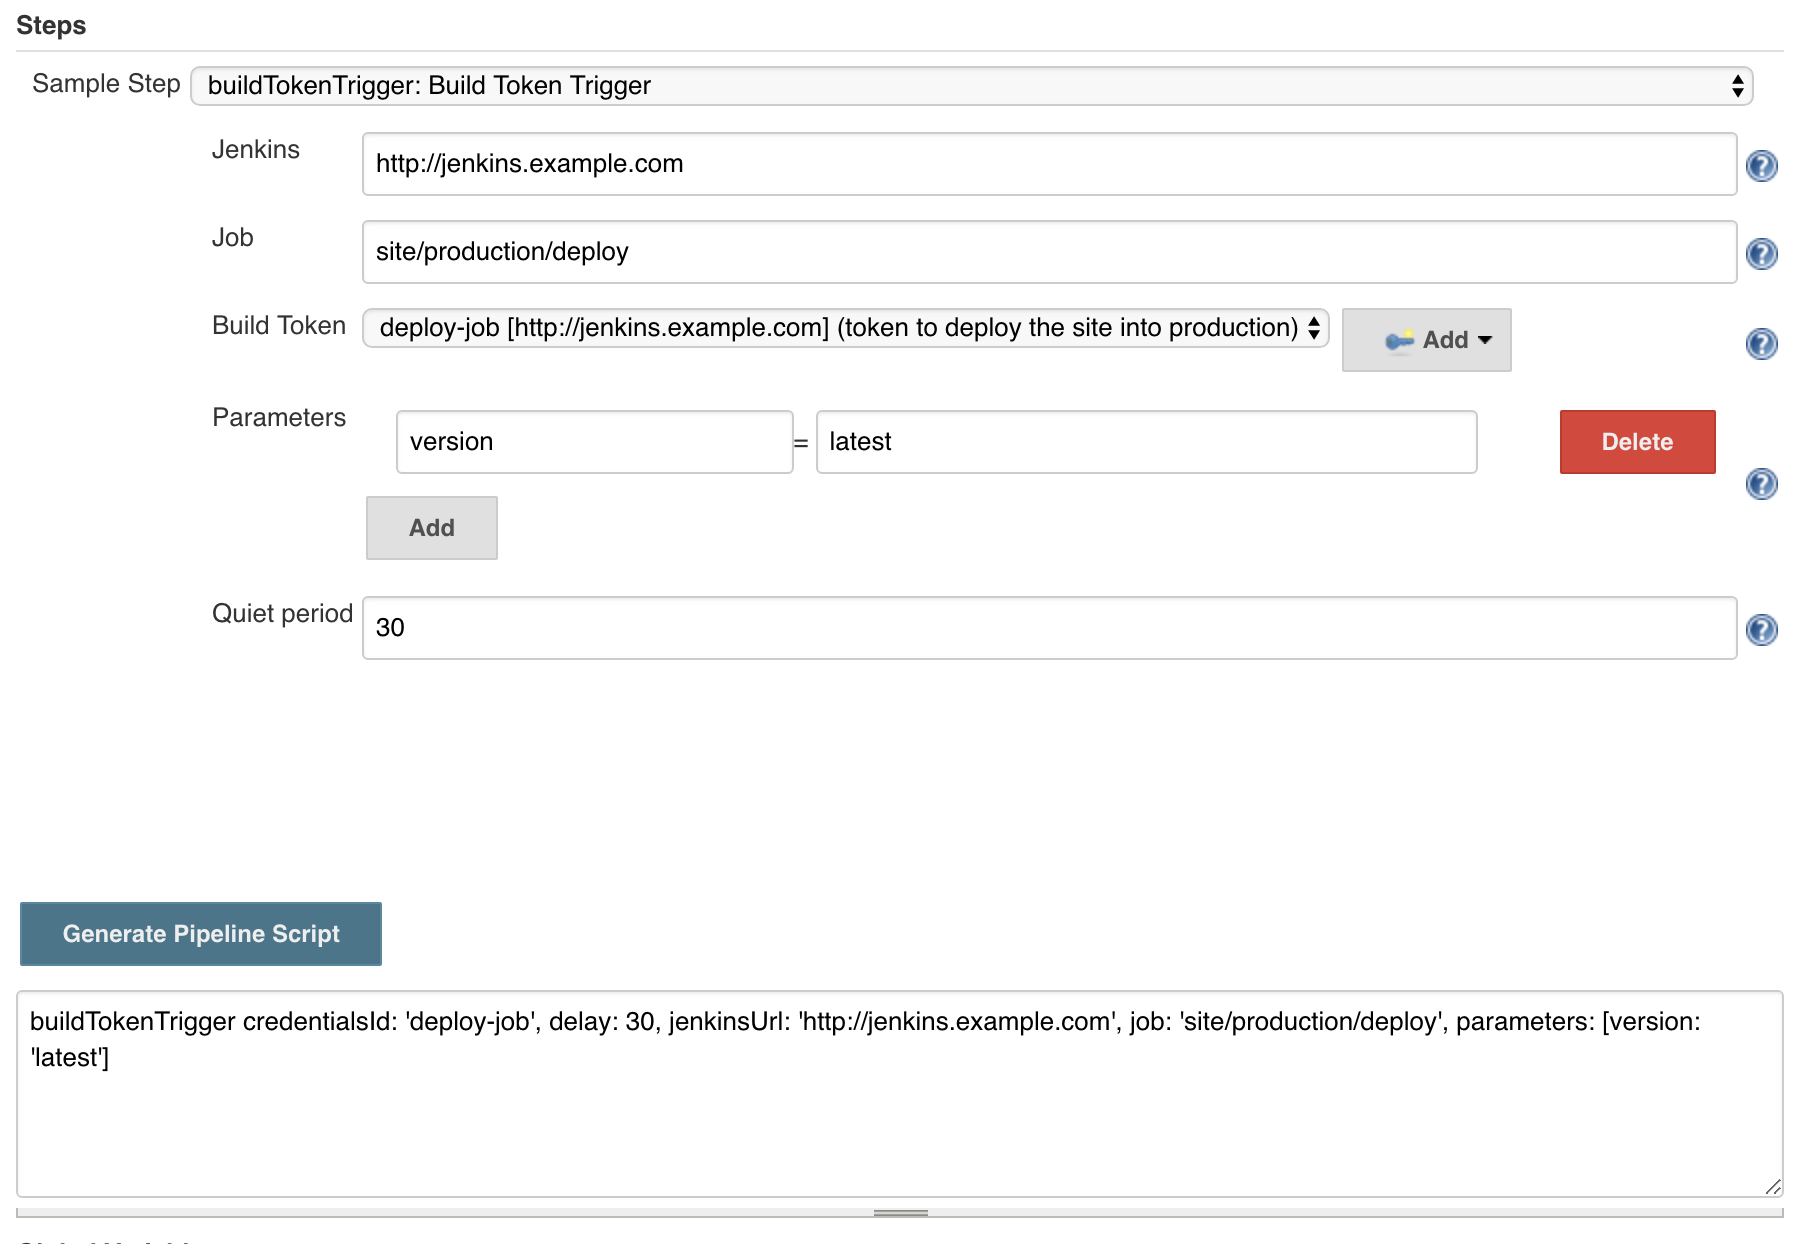 Steps
Sample Step buildTokenTrigger: Build Token Trigger
Jenkins http://jenkins.example.com
Job site/production/deploy
Build Token deploy-job [http://jenkins.example.com] (token to deploy the site into production) Add
Parameters version = latest Delete
Add
Quiet period 30
Generate Pipeline Script
buildTokenTrigger credentialsId: 'deploy-job', delay: 30, jenkinsUrl: 'http://jenkins.example.com', job: 'site/production/deploy', parameters: [version:
'latest']